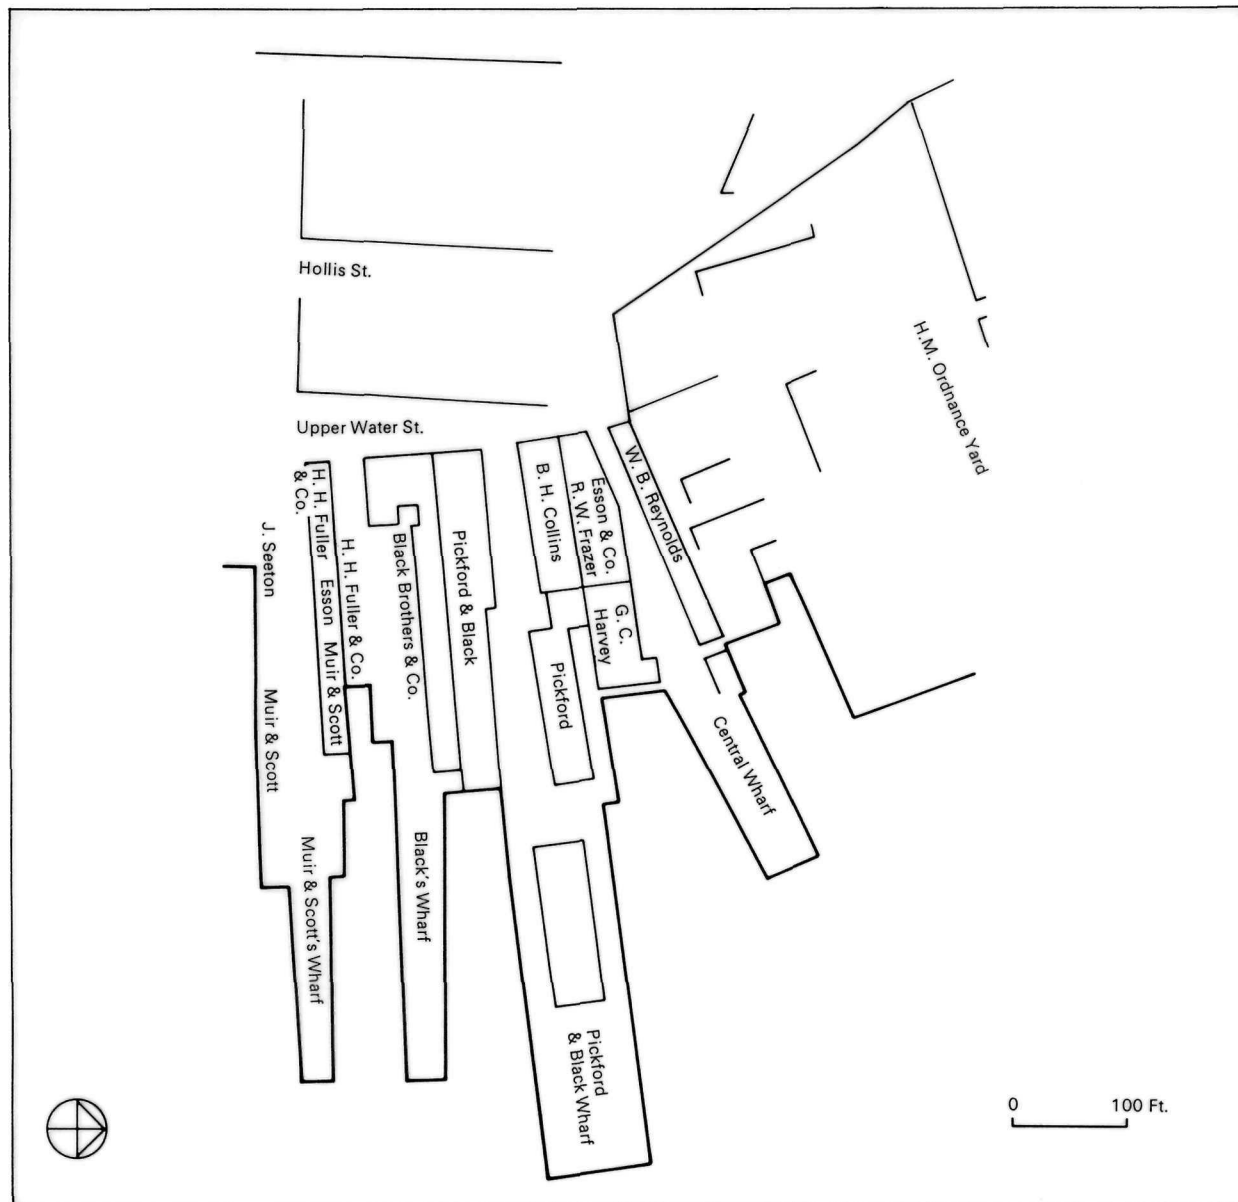 Hollis St.
Upper Water St.
H.M. Ordnance Yard
J. Seeton
H. H. Fuller
& Co.
Esson
Muir & Scott
H. H. Fuller & Co.
Muir & Scott
Muir & Scott's Wharf
Black Brothers & Co.
Black's Wharf
Pickford & Black
B. H. Collins
Esson & Co.
R. W. Frazer
G. C.
Harvey
Pickford
W. B. Reynolds
Central Wharf
Pickford
& Black Wharf
0 100 Ft.